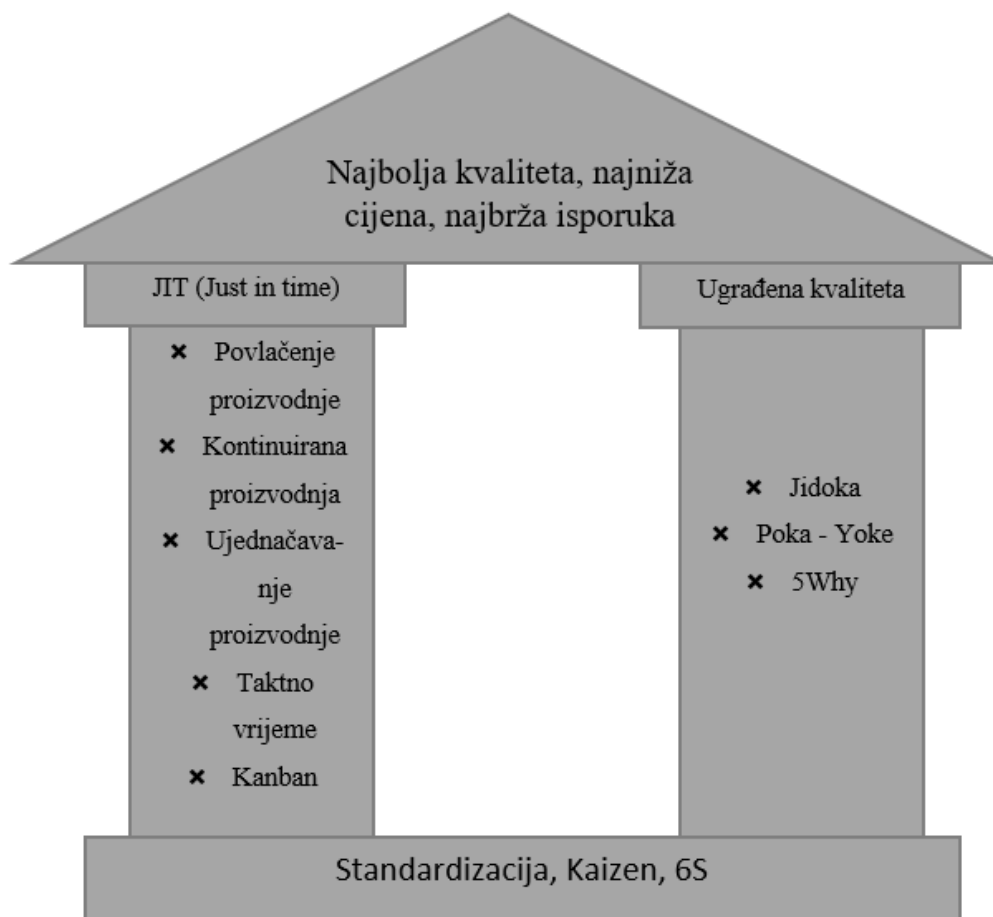 Najbolja kvaliteta, najniža
cijena, najbrža isporuka
JIT (Just in time)
× Povlačenje
proizvodnje
× Kontinuirana
proizvodnja
× Ujednačava-
nje
proizvodnje
× Taktno
vrijeme
× Kanban
Ugrađena kvaliteta
× Jidoka
× Poka - Yoke
× 5Why
Standardizacija, Kaizen, 6S